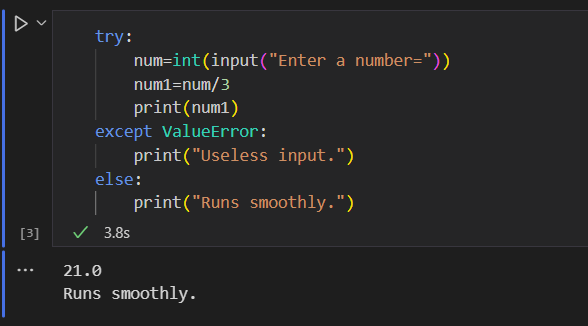 try:
    num=int(input("Enter a number="))
    num1=num/3
    print(num1)
except ValueError:
    print("Useless input.")
else:
    print("Runs smoothly.")
[3] ✓ 3.8s
... 21.0
Runs smoothly.